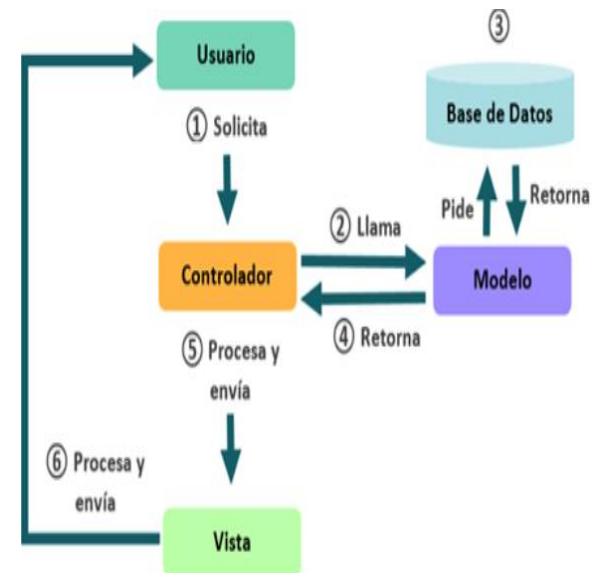 Usuario
① Solicita
③
Base de Datos
Pide
Retorna
② Llama
Controlador
Modelo
④ Retorna
⑤ Procesa y
envía
⑥ Procesa y
envía
Vista